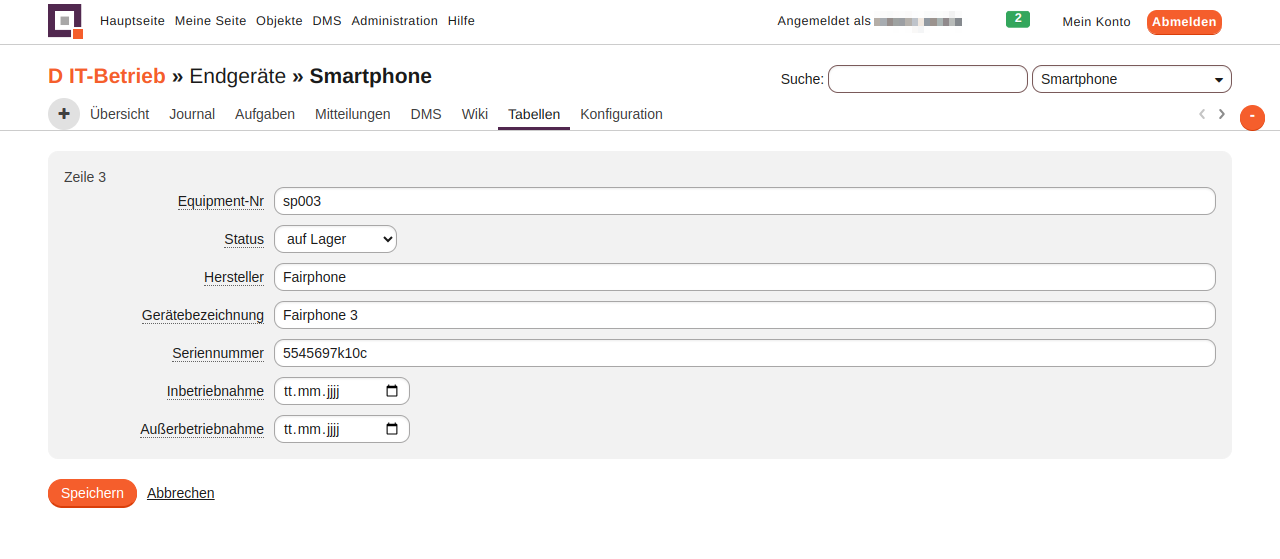 Hauptseite Meine Seite Objekte DMS Administration Hilfe Angemeldet als 2 Mein Konto Abmelden
D IT-Betrieb » Endgeräte » Smartphone Suche: Smartphone
+ Übersicht Journal Aufgaben Mitteilungen DMS Wiki Tabellen Konfiguration -
Zeile 3
Equipment-Nr sp003
Status auf Lager
Hersteller Fairphone
Gerätebezeichnung Fairphone 3
Seriennummer 5545697k10c
Inbetriebnahme tt.mm.jjjj
Außerbetriebnahme tt.mm.jjjj
Speichern Abbrechen